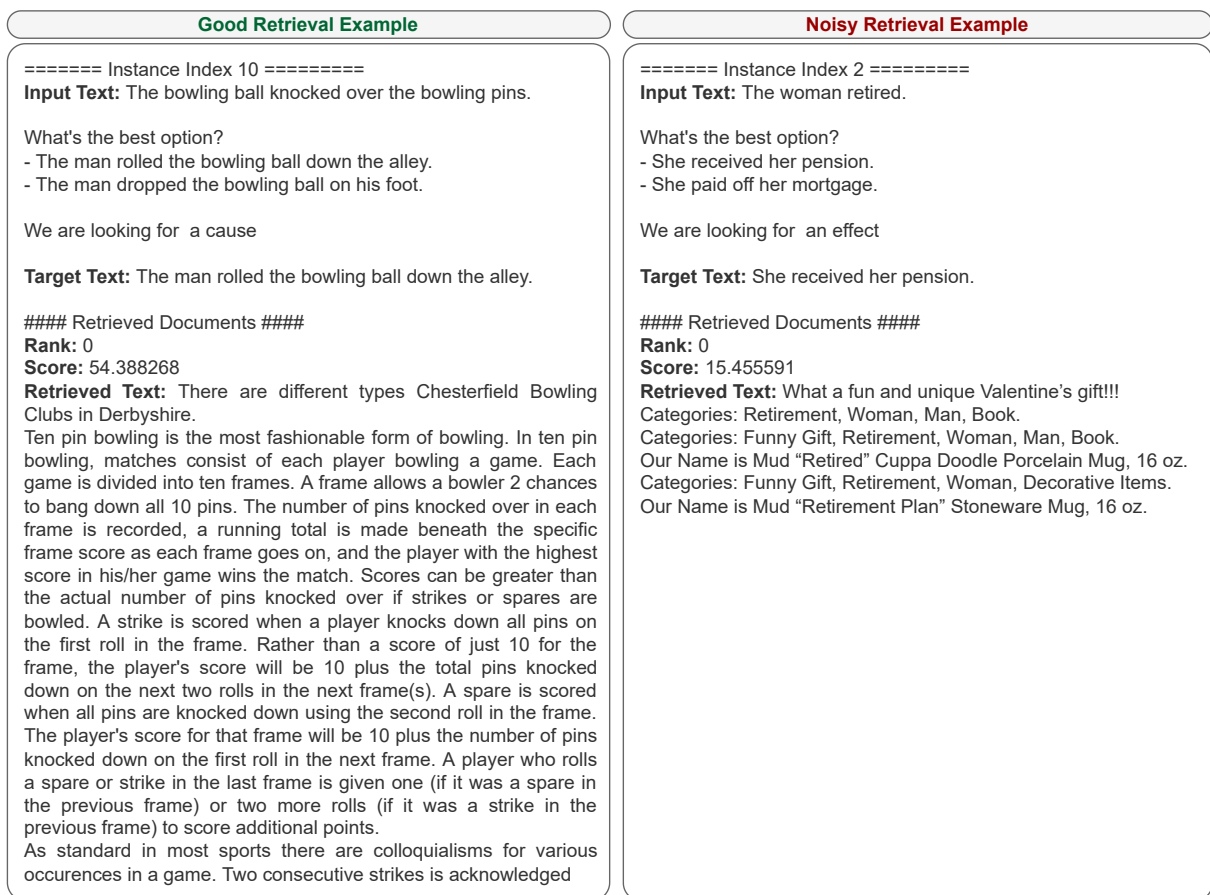 Good Retrieval Example
======= Instance Index 10 =========
Input Text: The bowling ball knocked over the bowling pins.
What's the best option?
- The man rolled the bowling ball down the alley.
- The man dropped the bowling ball on his foot.
We are looking for  a cause
Target Text: The man rolled the bowling ball down the alley.
#### Retrieved Documents ####
Rank: 0
Score: 54.388268
Retrieved Text: There are different types Chesterfield Bowling
Clubs in Derbyshire.
Ten pin bowling is the most fashionable form of bowling. In ten pin
bowling, matches consist of each player bowling a game. Each
game is divided into ten frames. A frame allows a bowler 2 chances
to bang down all 10 pins. The number of pins knocked over in each
frame is recorded, a running total is made beneath the specific
frame score as each frame goes on, and the player with the highest
score in his/her game wins the match. Scores can be greater than
the actual number of pins knocked over if strikes or spares are
bowled. A strike is scored when a player knocks down all pins on
the first roll in the frame. Rather than a score of just 10 for the
frame, the player's score will be 10 plus the total pins knocked
down on the next two rolls in the next frame(s). A spare is scored
when all pins are knocked down using the second roll in the frame.
The player's score for that frame will be 10 plus the number of pins
knocked down on the first roll in the next frame. A player who rolls
a spare or strike in the last frame is given one (if it was a spare in
the previous frame) or two more rolls (if it was a strike in the
previous frame) to score additional points.
As standard in most sports there are colloquialisms for various
occurences in a game. Two consecutive strikes is acknowledged
Noisy Retrieval Example
======= Instance Index 2 =========
Input Text: The woman retired.
What's the best option?
- She received her pension.
- She paid off her mortgage.
We are looking for  an effect
Target Text: She received her pension.
#### Retrieved Documents ####
Rank: 0
Score: 15.455591
Retrieved Text: What a fun and unique Valentine’s gift!!!
Categories: Retirement, Woman, Man, Book.
Categories: Funny Gift, Retirement, Woman, Man, Book.
Our Name is Mud “Retired” Cuppa Doodle Porcelain Mug, 16 oz.
Categories: Funny Gift, Retirement, Woman, Decorative Items.
Our Name is Mud “Retirement Plan” Stoneware Mug, 16 oz.